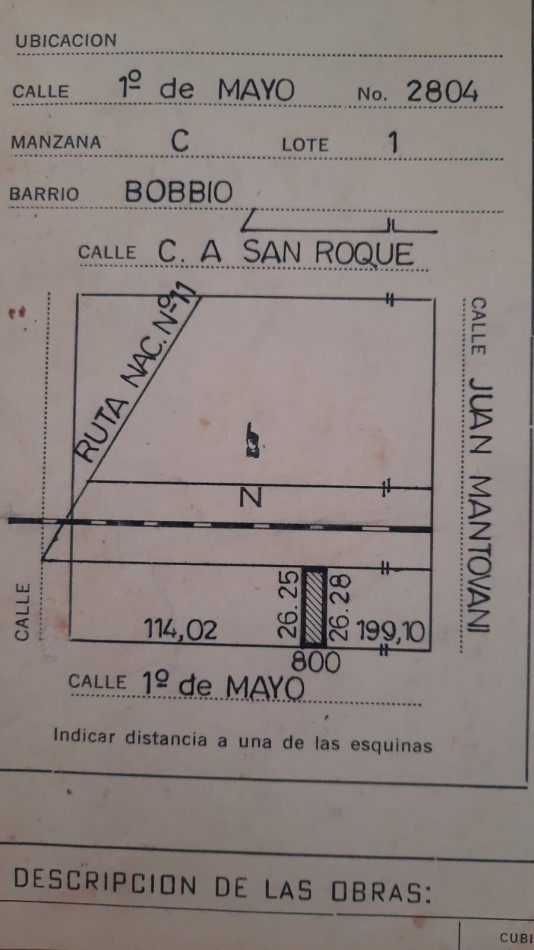 UBICACION
CALLE 1º de MAYO No. 2804
MANZANA C LOTE 1
BARRIO BOBBIO
CALLE C. A SAN ROQUE
RUTA NAC. Nº 11
CALLE JUAN MANTOVANI
N
CALLE
114,02 26.25 26.28 199,10
800
CALLE 1º de MAYO
Indicar distancia a una de las esquinas
DESCRIPCION DE LAS OBRAS:
CUBI